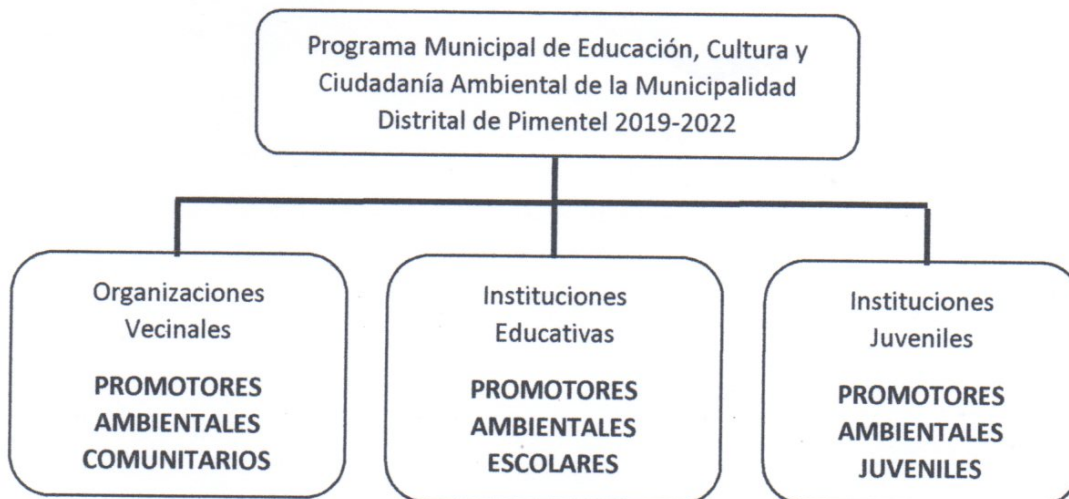 Programa Municipal de Educación, Cultura y
Ciudadanía Ambiental de la Municipalidad
Distrital de Pimentel 2019-2022
Organizaciones
Vecinales
PROMOTORES
AMBIENTALES
COMUNITARIOS
Instituciones
Educativas
PROMOTORES
AMBIENTALES
ESCOLARES
Instituciones
Juveniles
PROMOTORES
AMBIENTALES
JUVENILES